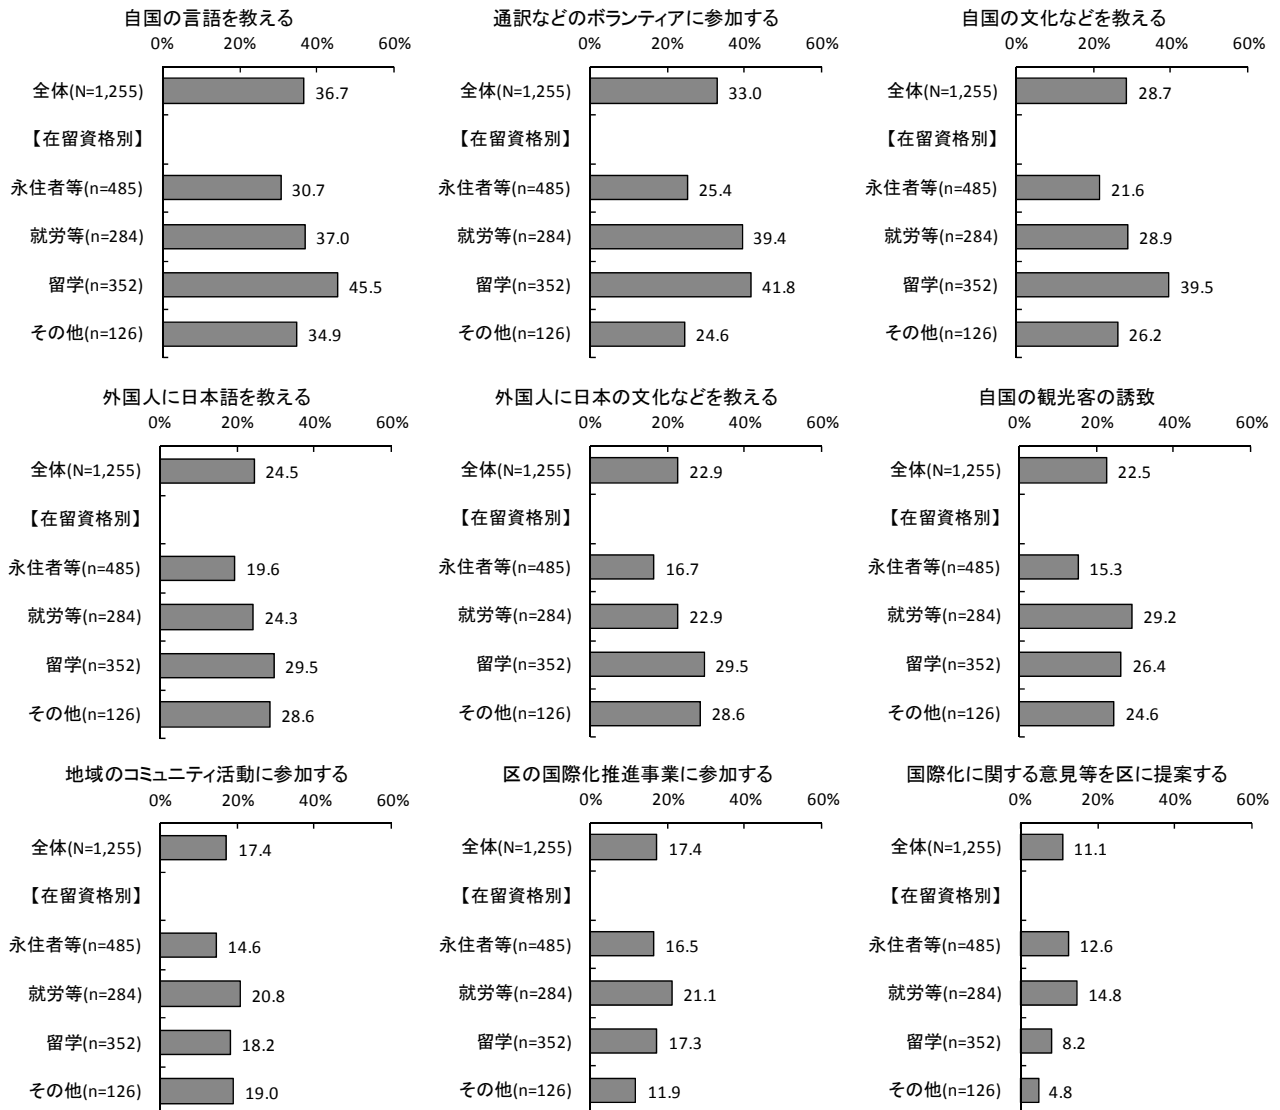 自国の言語を教える
0% 20% 40% 60%
全体(N=1,255) 36.7
【在留資格別】
永住者等(n=485) 30.7
就労等(n=284) 37.0
留学(n=352) 45.5
その他(n=126) 34.9
通訳などのボランティアに参加する
0% 20% 40% 60%
全体(N=1,255) 33.0
【在留資格別】
永住者等(n=485) 25.4
就労等(n=284) 39.4
留学(n=352) 41.8
その他(n=126) 24.6
自国の文化などを教える
0% 20% 40% 60%
全体(N=1,255) 28.7
【在留資格別】
永住者等(n=485) 21.6
就労等(n=284) 28.9
留学(n=352) 39.5
その他(n=126) 26.2
外国人に日本語を教える
0% 20% 40% 60%
全体(N=1,255) 24.5
【在留資格別】
永住者等(n=485) 19.6
就労等(n=284) 24.3
留学(n=352) 29.5
その他(n=126) 28.6
外国人に日本の文化などを教える
0% 20% 40% 60%
全体(N=1,255) 22.9
【在留資格別】
永住者等(n=485) 16.7
就労等(n=284) 22.9
留学(n=352) 29.5
その他(n=126) 28.6
自国の観光客の誘致
0% 20% 40% 60%
全体(N=1,255) 22.5
【在留資格別】
永住者等(n=485) 15.3
就労等(n=284) 29.2
留学(n=352) 26.4
その他(n=126) 24.6
地域のコミュニティ活動に参加する
0% 20% 40% 60%
全体(N=1,255) 17.4
【在留資格別】
永住者等(n=485) 14.6
就労等(n=284) 20.8
留学(n=352) 18.2
その他(n=126) 19.0
区の国際化推進事業に参加する
0% 20% 40% 60%
全体(N=1,255) 17.4
【在留資格別】
永住者等(n=485) 16.5
就労等(n=284) 21.1
留学(n=352) 17.3
その他(n=126) 11.9
国際化に関する意見等を区に提案する
0% 20% 40% 60%
全体(N=1,255) 11.1
【在留資格別】
永住者等(n=485) 12.6
就労等(n=284) 14.8
留学(n=352) 8.2
その他(n=126) 4.8